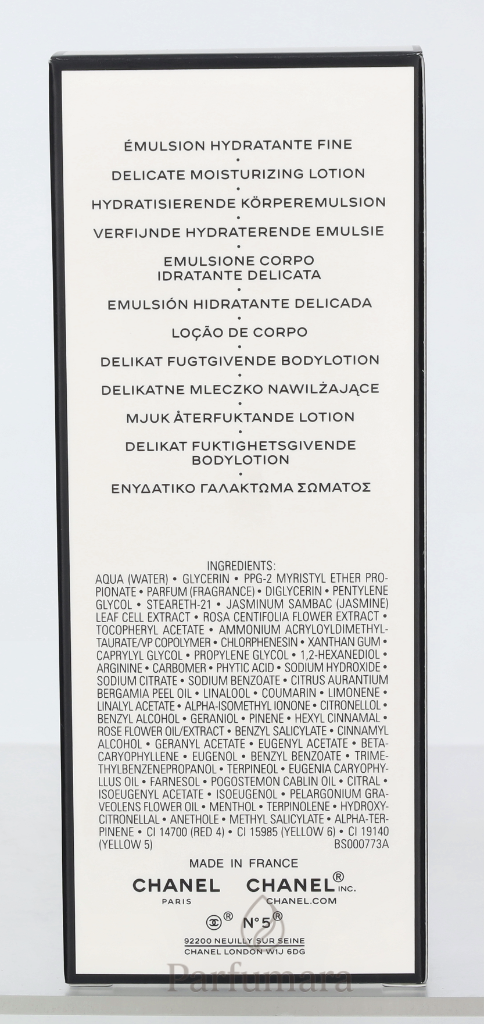 ÉMULSION HYDRATANTE FINE
•
DELICATE MOISTURIZING LOTION
•
HYDRATISIERENDE KÖRPEREMULSION
•
VERFIJNDE HYDRATERENDE EMULSIE
•
EMULSIONE CORPO
IDRATANTE DELICATA
•
EMULSIÓN HIDRATANTE DELICADA
•
LOÇÃO DE CORPO
•
DELIKAT FUGTGIVENDE BODYLOTION
•
DELIKATNE MLECZKO NAWILŻAJĄCE
•
MJUK ÅTERFUKTANDE LOTION
•
DELIKAT FUKTIGHETSGIVENDE
BODYLOTION
•
ΕΝΥΔΑΤΙΚΟ ΓΑΛΑΚΤΩΜΑ ΣΩΜΑΤΟΣ
INGREDIENTS:
AQUA (WATER) • GLYCERIN • PPG-2 MYRISTYL ETHER PRO-
PIONATE • PARFUM (FRAGRANCE) • DIGLYCERIN • PENTYLENE
GLYCOL • STEARETH-21 • JASMINUM SAMBAC (JASMINE)
LEAF CELL EXTRACT • ROSA CENTIFOLIA FLOWER EXTRACT •
TOCOPHERYL ACETATE • AMMONIUM ACRYLOYLDIMETHYL-
TAURATE/VP COPOLYMER • CHLORPHENESIN • XANTHAN GUM •
CAPRYLYL GLYCOL • PROPYLENE GLYCOL • 1,2-HEXANEDIOL •
ARGININE • CARBOMER • PHYTIC ACID • SODIUM HYDROXIDE •
SODIUM CITRATE • SODIUM BENZOATE • CITRUS AURANTIUM
BERGAMIA PEEL OIL • LINALOOL • COUMARIN • LIMONENE •
LINALYL ACETATE • ALPHA-ISOMETHYL IONONE • CITRONELLOL •
BENZYL ALCOHOL • GERANIOL • PINENE • HEXYL CINNAMAL •
ROSE FLOWER OIL/EXTRACT • BENZYL SALICYLATE • CINNAMYL
ALCOHOL • GERANYL ACETATE • EUGENYL ACETATE • BETA-
CARYOPHYLLENE • EUGENOL • BENZYL BENZOATE • TRIME-
THYLBENZENEPROPANOL • TERPINEOL • EUGENIA CARYOPHY-
LLUS OIL • FARNESOL • POGOSTEMON CABLIN OIL • CITRAL •
ISOEUGENYL ACETATE • ISOEUGENOL • PELARGONIUM GRA-
VEOLENS FLOWER OIL • MENTHOL • TERPINOLENE • HYDROXY-
CITRONELLAL • ANETHOLE • METHYL SALICYLATE • ALPHA-TER-
PINENE • CI 14700 (RED 4) • CI 15985 (YELLOW 6) • CI 19140
(YELLOW 5) BS000773A
MADE IN FRANCE
CHANEL CHANEL® INC.
PARIS CHANEL.COM
® N°5®
92200 NEUILLY SUR SEINE
CHANEL LONDON W1J 6DG
Parfumara